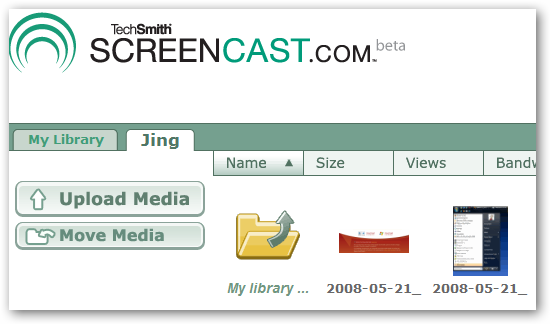 TechSmith
SCREENCAST.COM™ beta
My Library
Jing
Name
Size
Views
Bandw
Upload Media
Move Media
My library ...
2008-05-21_
2008-05-21_